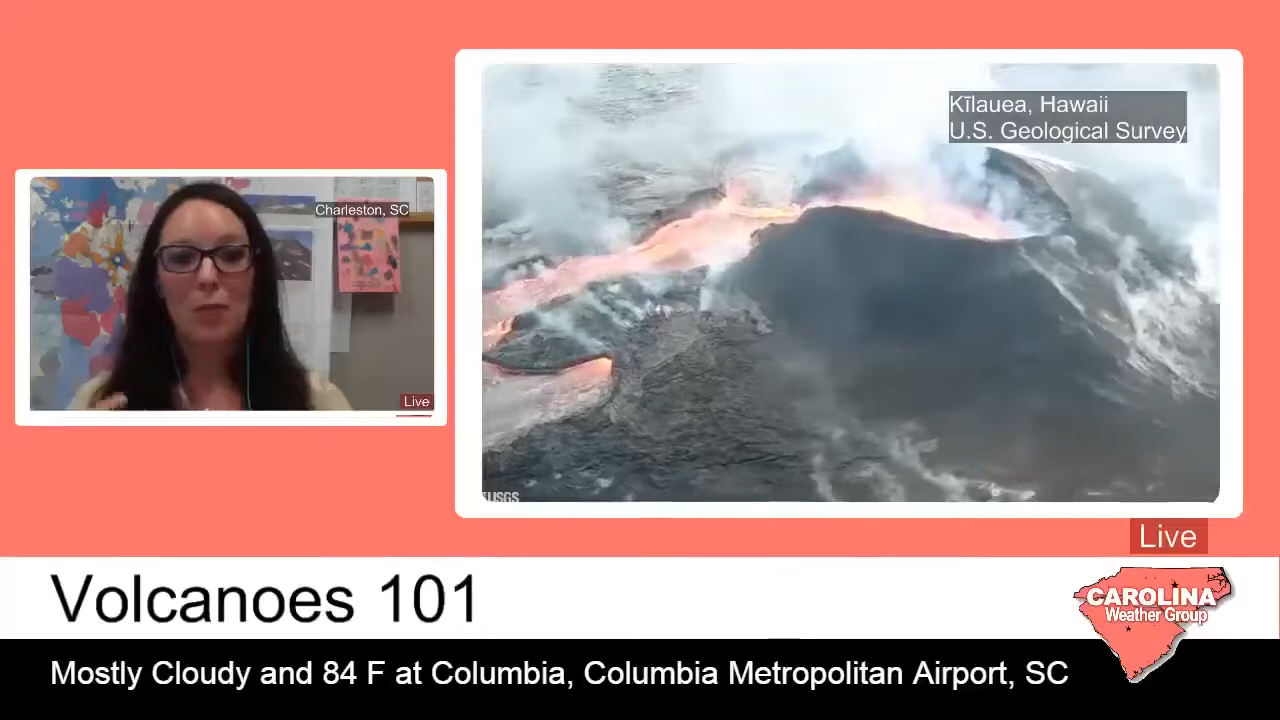 Kīlauea, Hawaii
U.S. Geological Survey
Charleston, SC
Live
USGS
Live
Volcanoes 101
CAROLINA
Weather Group
Mostly Cloudy and 84 F at Columbia, Columbia Metropolitan Airport, SC